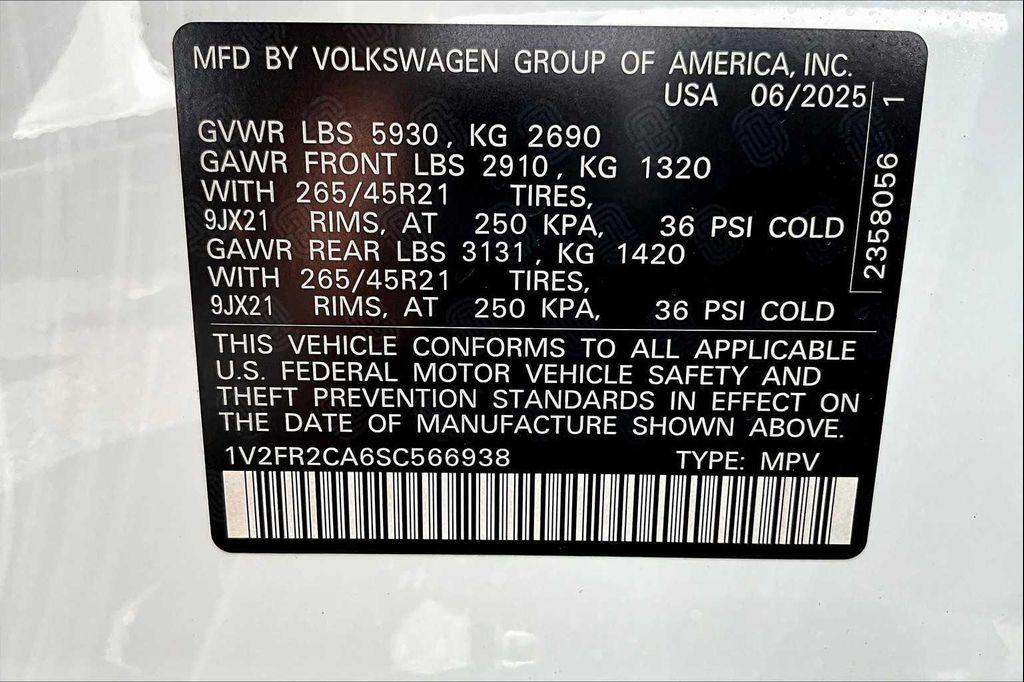 MFD BY VOLKSWAGEN GROUP OF AMERICA, INC.
USA 06/2025
GVWR LBS 5930, KG 2690
GAWR FRONT LBS 2910, KG 1320
WITH 265/45R21 TIRES,
9JX21 RIMS, AT 250 KPA, 36 PSI COLD
GAWR REAR LBS 3131, KG 1420
WITH 265/45R21 TIRES,
9JX21 RIMS, AT 250 KPA, 36 PSI COLD
2358056 1
THIS VEHICLE CONFORMS TO ALL APPLICABLE
U.S. FEDERAL MOTOR VEHICLE SAFETY AND
THEFT PREVENTION STANDARDS IN EFFECT ON
THE DATE OF MANUFACTURE SHOWN ABOVE.
1V2FR2CA6SC566938 TYPE: MPV